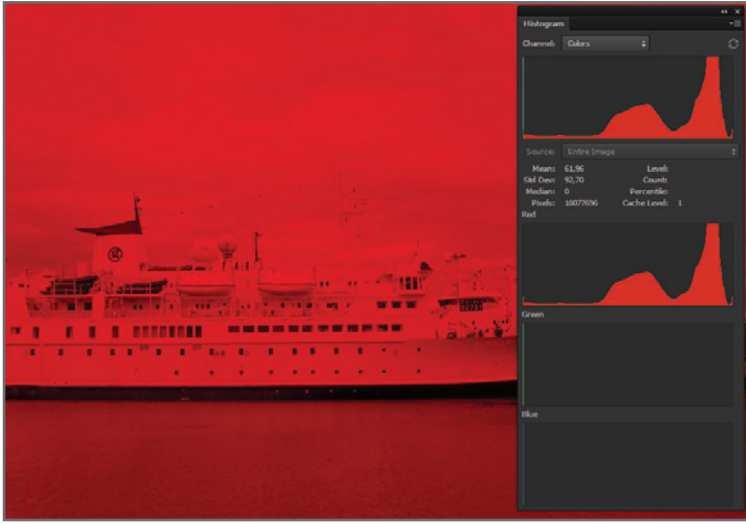 Histogram
Channel: Colors
Source: Entire Image
Mean: 61,96 Level:
Std Dev: 92,70 Count:
Median: 0 Percentile:
Pixels: 10077696 Cache Level: 1
Red
Green
Blue